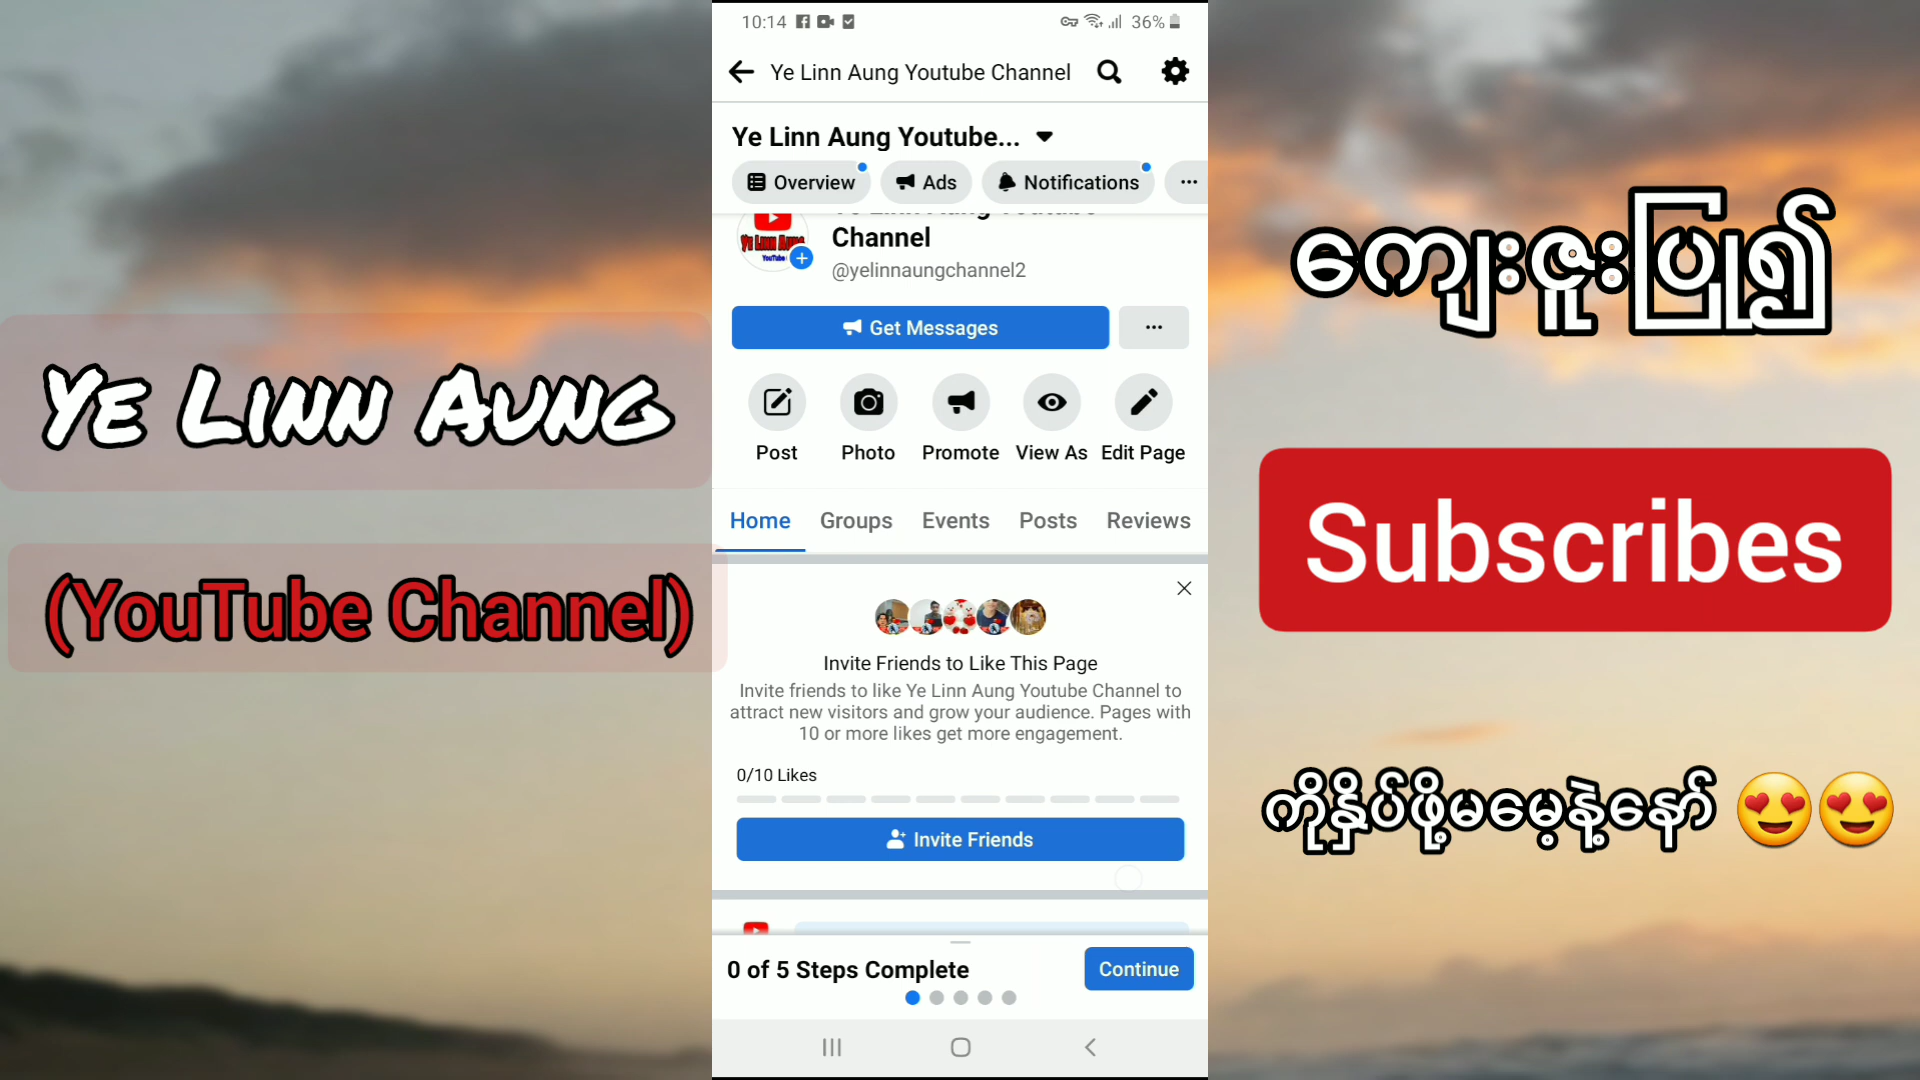 Ye Linn Aung
(YouTube Channel)
10:14
36%
Ye Linn Aung Youtube Channel
Ye Linn Aung Youtube...
Overview
Ads
Notifications
Channel
@yelinnaungchannel2
Get Messages
Post
Photo
Promote
View As
Edit Page
Home
Groups
Events
Posts
Reviews
Invite Friends to Like This Page
Invite friends to like Ye Linn Aung Youtube Channel to
attract new visitors and grow your audience. Pages with
10 or more likes get more engagement.
0/10 Likes
Invite Friends
0 of 5 Steps Complete
Continue
ကျေးဇူးပြု၍
Subscribes
ကိုနှိပ်ဖို့မမေ့နဲ့နော် 😍😍